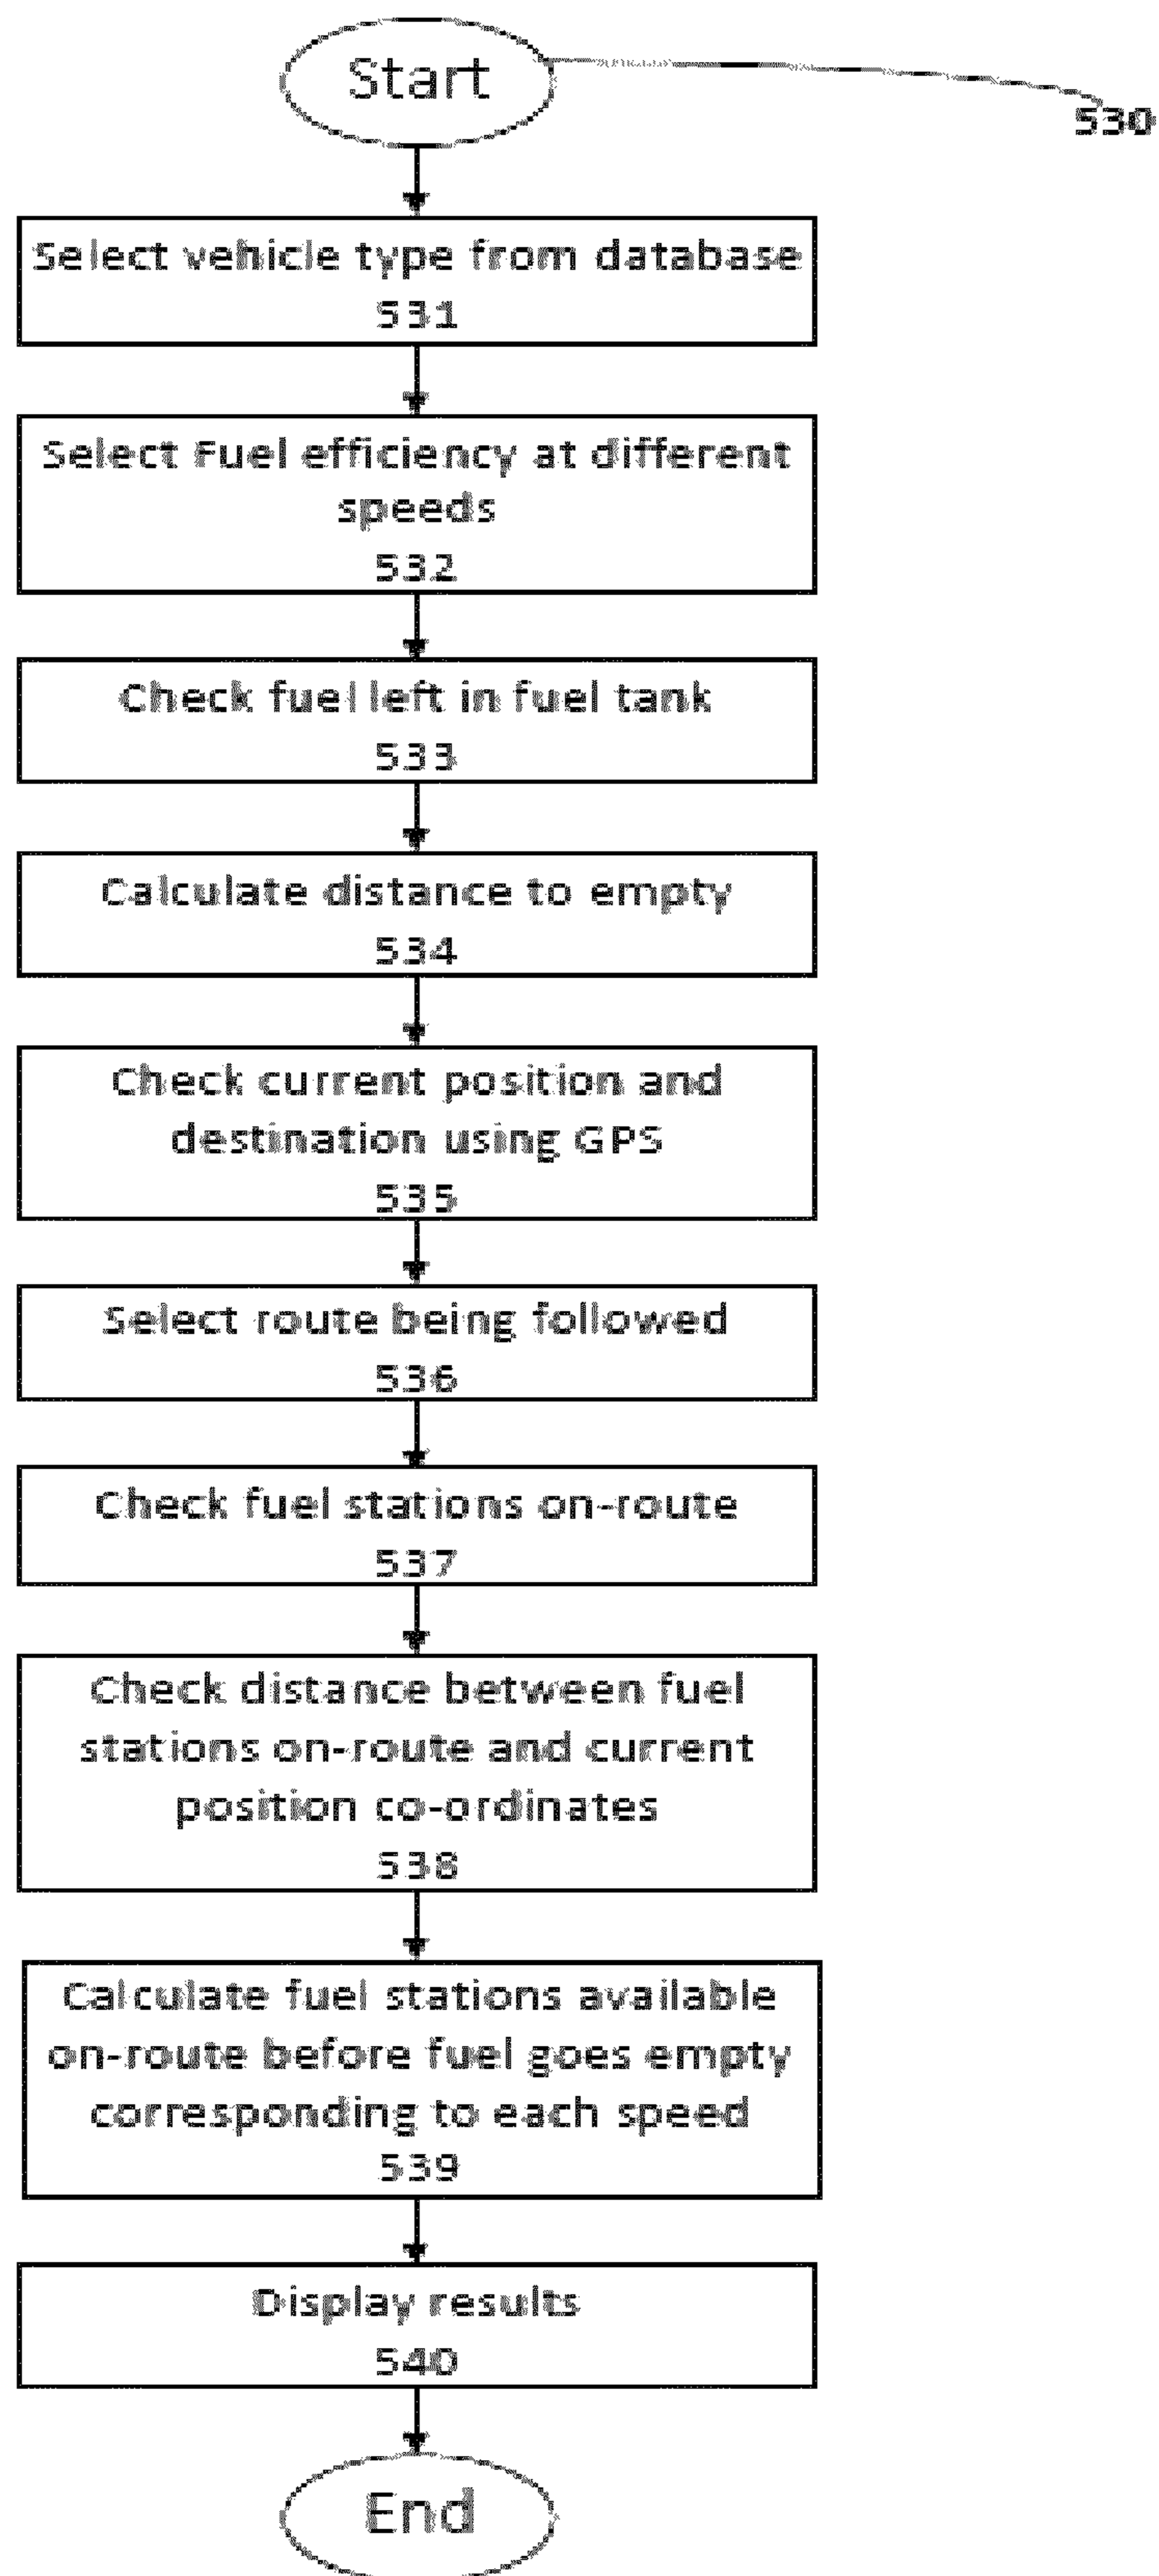 Start
530
Select vehicle type from database
531
Select Fuel efficiency at different
speeds
532
Check fuel left in fuel tank
533
Calculate distance to empty
534
Check current position and
destination using GPS
535
Select route being followed
536
Check fuel stations on-route
537
Check distance between fuel
stations on-route and current
position co-ordinates
538
Calculate fuel stations available
on-route before fuel goes empty
corresponding to each speed
539
Display results
540
End